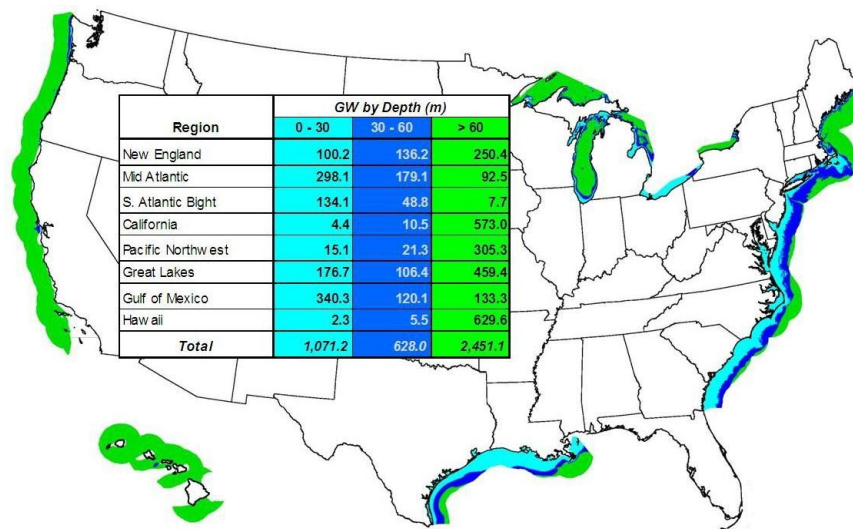 GW by Depth (m)
Region 0 - 30 30 - 60 > 60
New England 100.2 136.2 250.4
Mid Atlantic 298.1 179.1 92.5
S. Atlantic Bight 134.1 48.8 7.7
California 4.4 10.5 573.0
Pacific Northwest 15.1 21.3 305.3
Great Lakes 176.7 106.4 459.4
Gulf of Mexico 340.3 120.1 133.3
Hawaii 2.3 5.5 629.6
Total 1,071.2 628.0 2,451.1